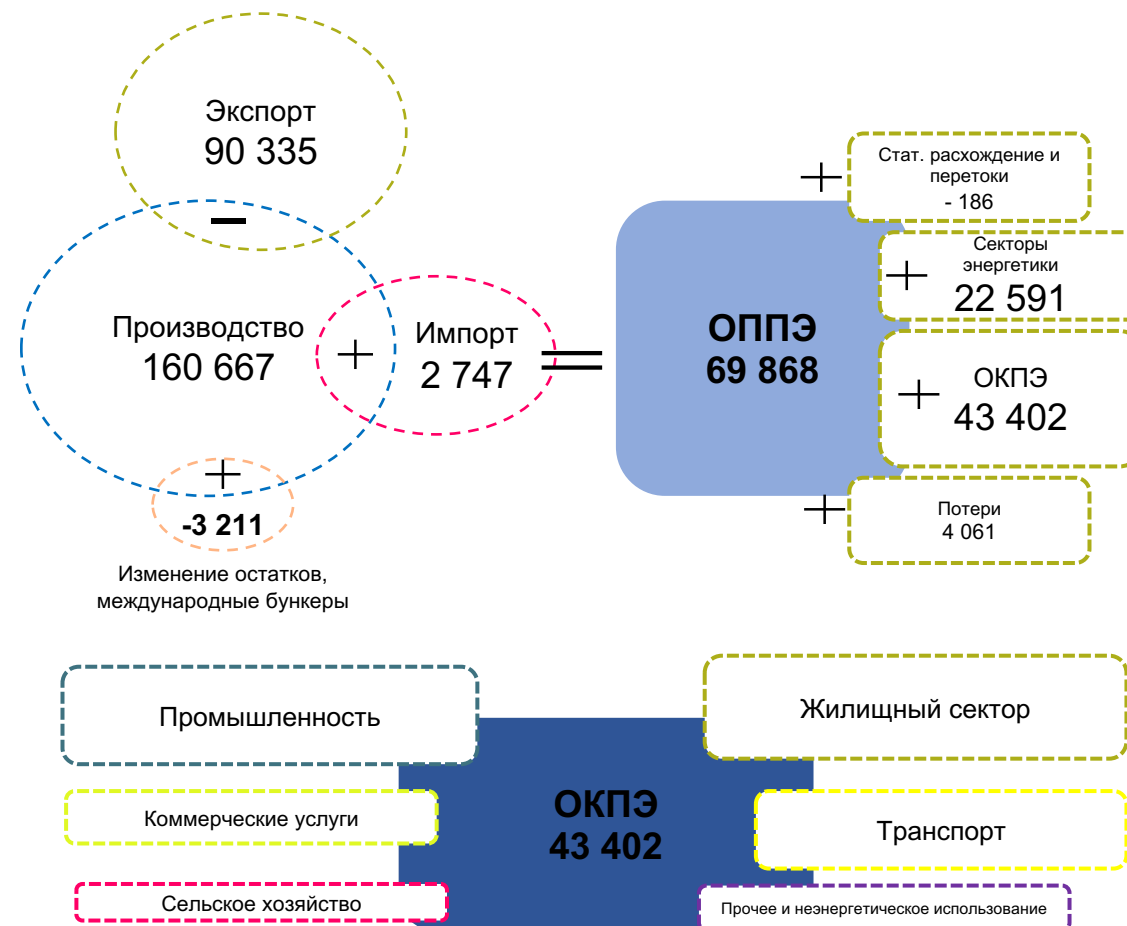 Экспорт
90 335
Производство
160 667
Импорт
2 747
-3 211
Изменение остатков,
международные бункеры
ОППЭ
69 868
Стат. расхождение и
перетоки
- 186
Секторы
энергетики
22 591
ОКПЭ
43 402
Потери
4 061
Промышленность
Жилищный сектор
Коммерческие услуги
ОКПЭ
43 402
Транспорт
Сельское хозяйство
Прочее и неэнергетическое использование